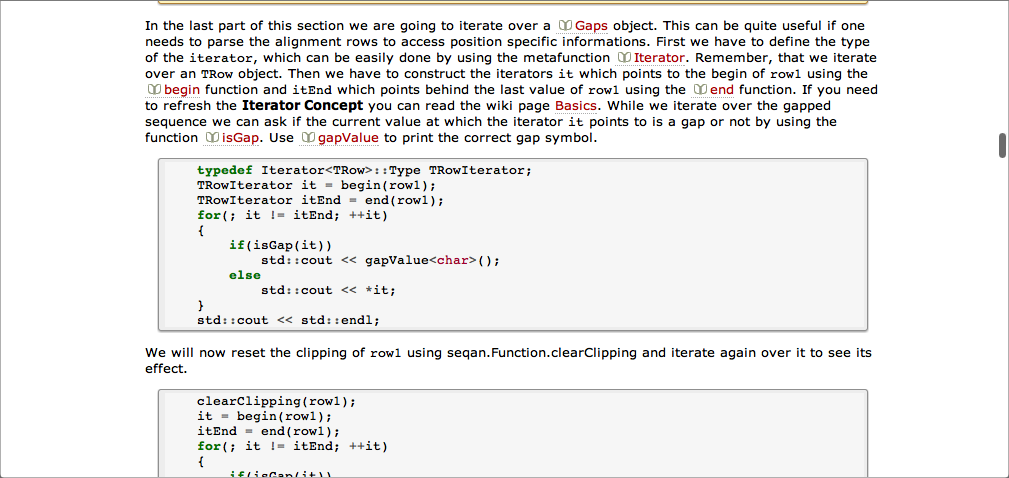 In the last part of this section we are going to iterate over a Gaps object. This can be quite useful if one
needs to parse the alignment rows to access position specific informations. First we have to define the type
of the iterator, which can be easily done by using the metafunction Iterator. Remember, that we iterate
over an TRow object. Then we have to construct the iterators it which points to the begin of row1 using the
begin function and itEnd which points behind the last value of row1 using the end function. If you need
to refresh the Iterator Concept you can read the wiki page Basics. While we iterate over the gapped
sequence we can ask if the current value at which the iterator it points to is a gap or not by using the
function isGap. Use gapValue to print the correct gap symbol.
typedef Iterator<TRow>::Type TRowIterator;
TRowIterator it = begin(row1);
TRowIterator itEnd = end(row1);
for(; it != itEnd; ++it)
{
if(isGap(it))
std::cout << gapValue<char>();
else
std::cout << *it;
}
std::cout << std::endl;
We will now reset the clipping of row1 using seqan.Function.clearClipping and iterate again over it to see its
effect.
clearClipping(row1);
it = begin(row1);
itEnd = end(row1);
for(; it != itEnd; ++it)
{
if(isGap(it))